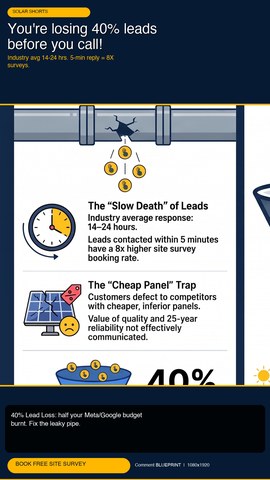 SOLAR SHORTS
You're losing 40% leads
before you call!
Industry avg 14-24 hrs. 5-min reply = 8X
surveys.
The “Slow Death” of Leads
Industry average response:
14–24 hours.
Leads contacted within 5 minutes
have a 8x higher site survey
booking rate.
The “Cheap Panel” Trap
Customers defect to competitors
with cheaper, inferior panels.
Value of quality and 25-year
reliability not effectively
communicated.
40%
40% Lead Loss: half your Meta/Google budget
burnt. Fix the leaky pipe.
BOOK FREE SITE SURVEY
Comment BLUEPRINT | 1080x1920